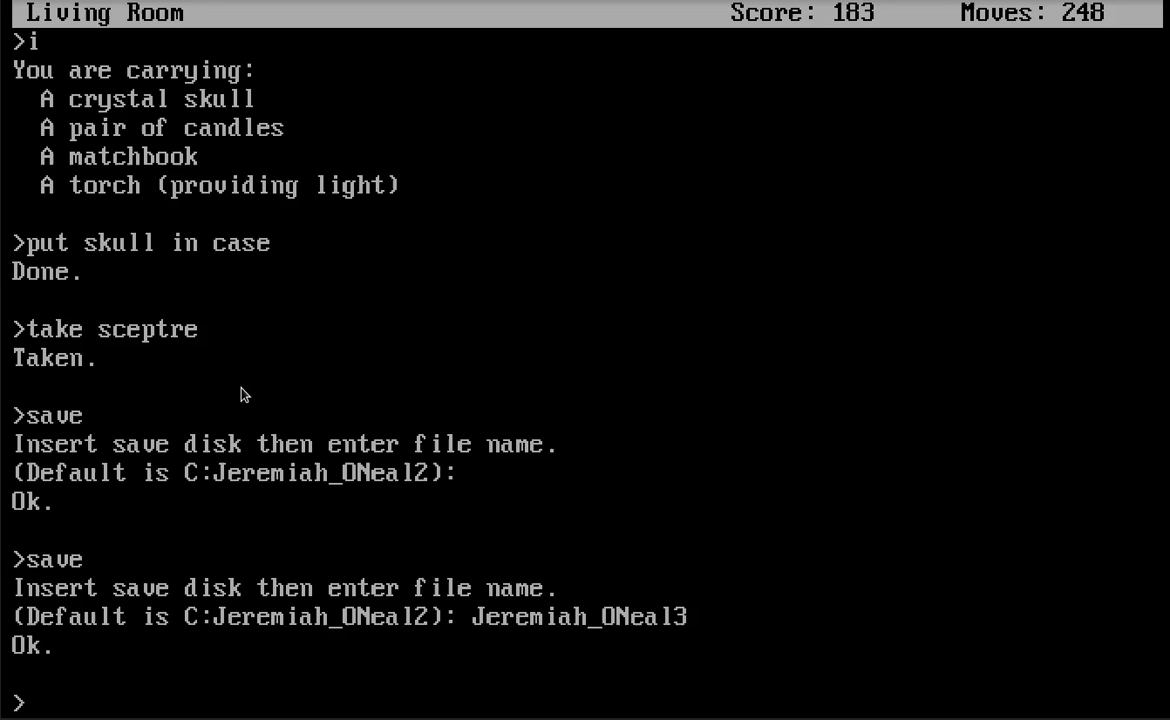 Living Room Score: 183 Moves: 248
>i
You are carrying:
A crystal skull
A pair of candles
A matchbook
A torch (providing light)
>put skull in case
Done.
>take sceptre
Taken.
>save
Insert save disk then enter file name.
(Default is C:Jeremiah_ONeal2):
Ok.
>save
Insert save disk then enter file name.
(Default is C:Jeremiah_ONeal2): Jeremiah_ONeal3
Ok.
>